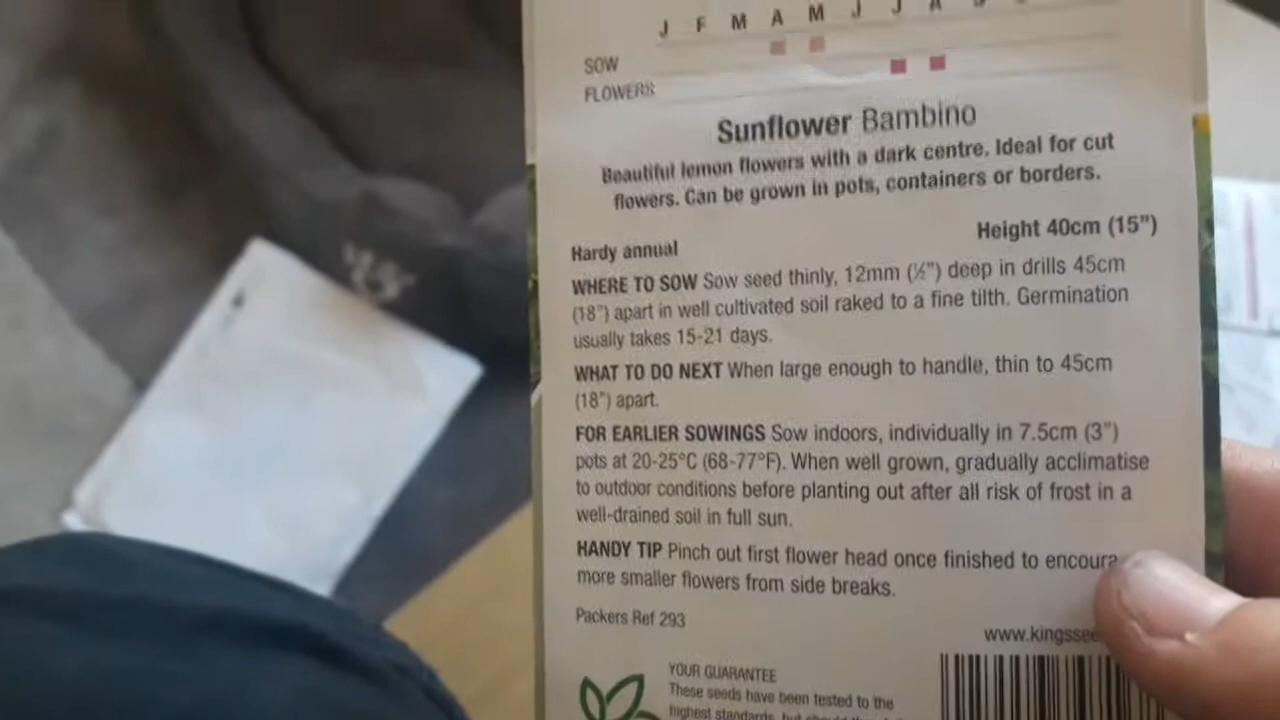 J F M A M J J A
SOW
FLOWERS
Sunflower Bambino
Beautiful lemon flowers with a dark centre. Ideal for cut
flowers. Can be grown in pots, containers or borders.
Hardy annual
Height 40cm (15")
WHERE TO SOW Sow seed thinly, 12mm (½") deep in drills 45cm
(18") apart in well cultivated soil raked to a fine tilth. Germination
usually takes 15-21 days.
WHAT TO DO NEXT When large enough to handle, thin to 45cm
(18") apart.
FOR EARLIER SOWINGS Sow indoors, individually in 7.5cm (3")
pots at 20-25°C (68-77°F). When well grown, gradually acclimatise
to outdoor conditions before planting out after all risk of frost in a
well-drained soil in full sun.
HANDY TIP Pinch out first flower head once finished to encoura
more smaller flowers from side breaks.
Packers Ref 293
www.kingssee
YOUR GUARANTEE
These seeds have been tested to the
highest standards, but should